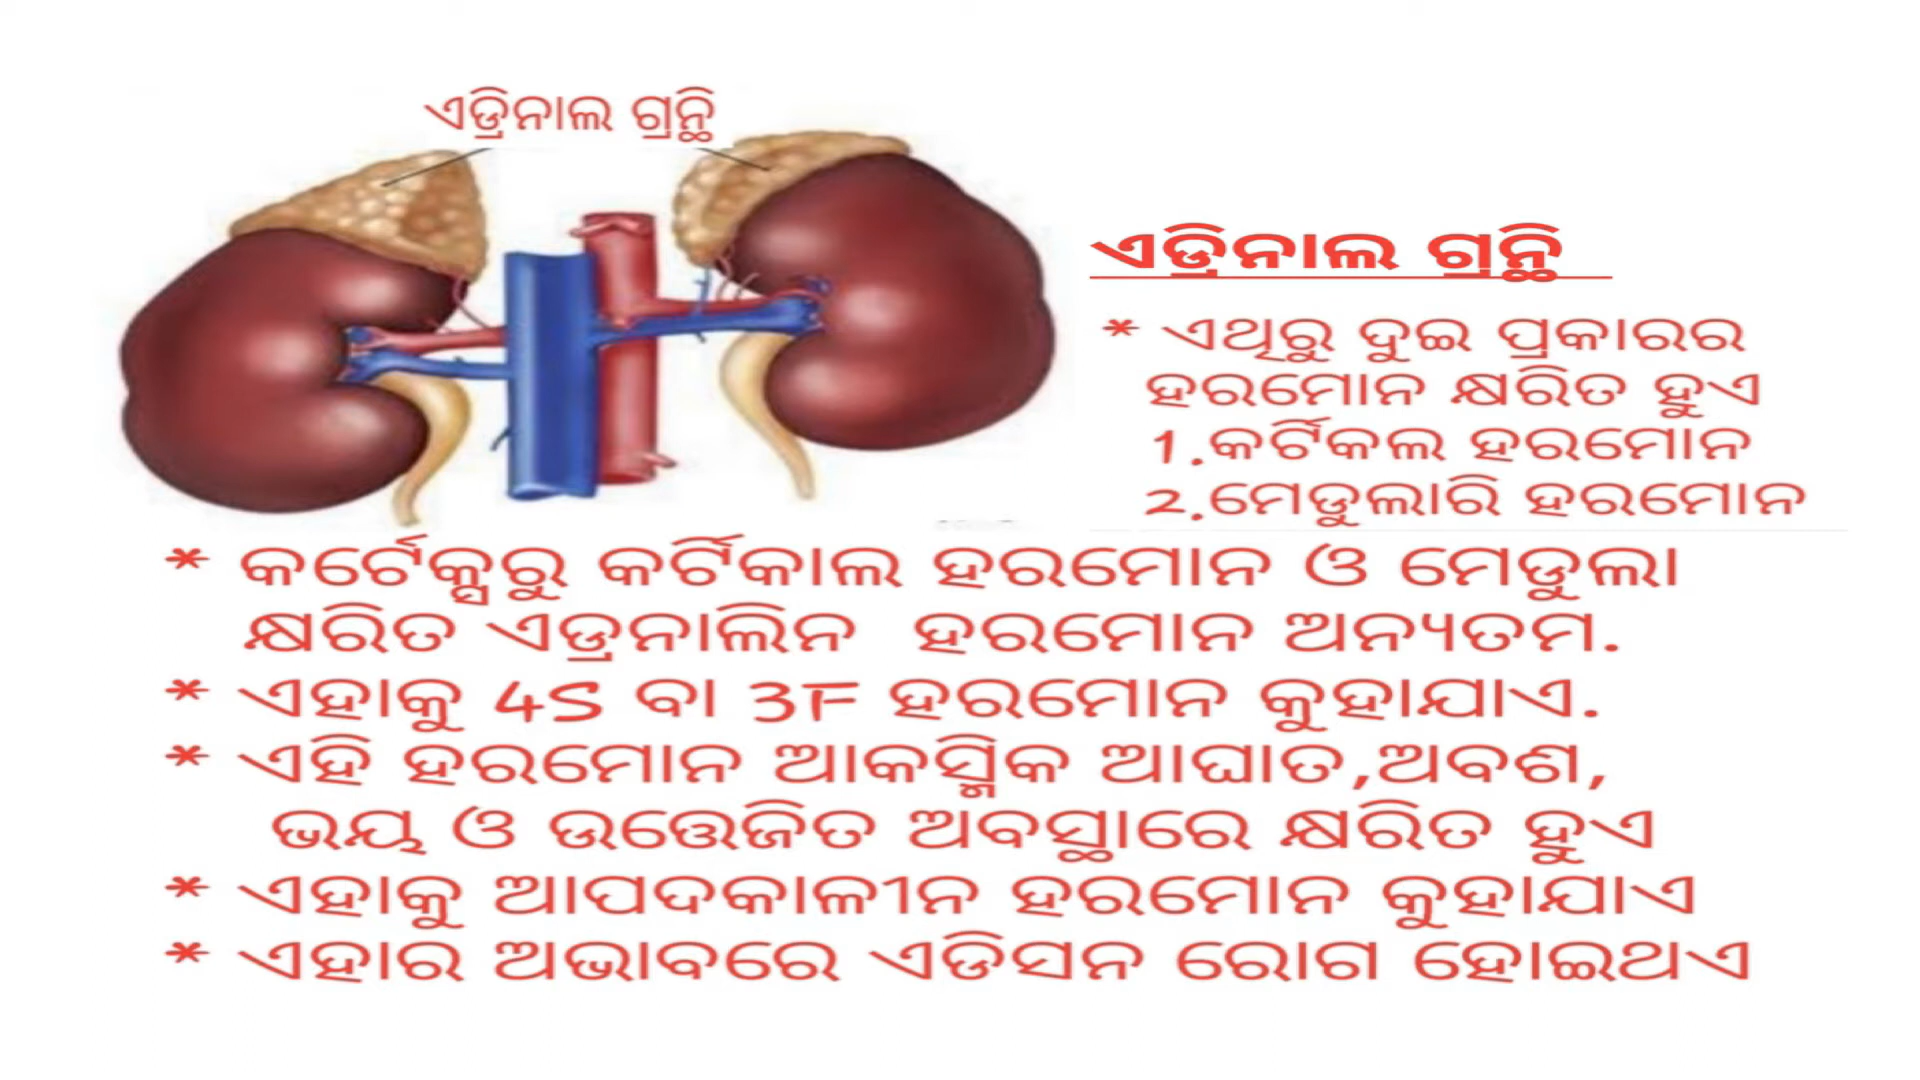 ଏଡ୍ରିନାଲ ଗ୍ରନ୍ଥି
ଏଡ୍ରିନାଲ ଗ୍ରନ୍ଥି
* ଏଥିରୁ ଦୁଇ ପ୍ରକାରର
ହରମୋନ କ୍ଷରିତ ହୁଏ
1.କର୍ଟିକଲ ହରମୋନ
2.ମେଡୁଲାରି ହରମୋନ
* କର୍ଟେକ୍ସରୁ କର୍ଟିକାଲ ହରମୋନ ଓ ମେଡୁଲା
କ୍ଷରିତ ଏଡ୍ରନାଲିନ ହରମୋନ ଅନ୍ୟତମ.
* ଏହାକୁ 4S ବା 3F ହରମୋନ କୁହାଯାଏ.
* ଏହି ହରମୋନ ଆକସ୍ମିକ ଆଘାତ,ଅବଶ,
ଭୟ ଓ ଉତ୍ତେଜିତ ଅବସ୍ଥାରେ କ୍ଷରିତ ହୁଏ
* ଏହାକୁ ଆପଦକାଳୀନ ହରମୋନ କୁହାଯାଏ
* ଏହାର ଅଭାବରେ ଏଡିସନ ରୋଗ ହୋଇଥଏ